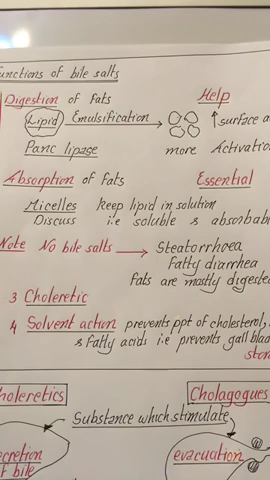 unctions of bile salts
Digestion of fats Help
Lipid Emulsification ↑ surface a
Panc lipase more Activatio
Absorption of fats Essential
Micelles keep lipid in solution
Discuss i.e soluble & absorbab
Note No bile salts → Steatorrhoea
Fatty diarrhea
fats are mostly digeste
3 Choleretic
4 Solvent action prevents ppt of cholesterol,
& fatty acids i.e prevents gall blad
ston
holeretics Cholagogues
Substance which stimulate
ecretion evacuation
f bile